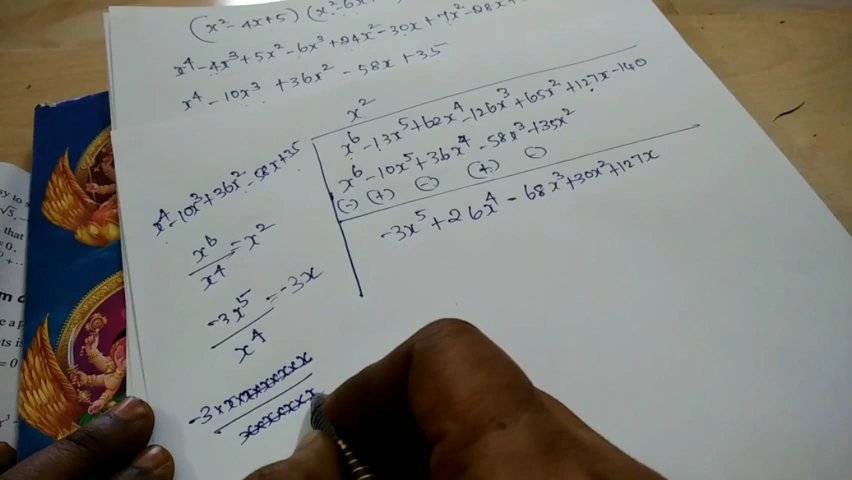 (x² - 4x + 5) (x² - 6x
x⁴ - 4x³ + 5x² - 6x³ + 24x² - 30x + 7x² - 28x +
x⁴ - 10x³ + 36x² - 58x + 35
x²
x⁴ - 10x³ + 36x² - 58x + 35
x⁶ - 13x⁵ + 62x⁴ - 126x³ + 65x² + 127x - 140
x⁶ - 10x⁵ + 36x⁴ - 58x³ + 35x²
(-) (+) (-) (+) (-)
-3x⁵ + 26x⁴ - 68x³ + 30x² + 127x
x⁶/x⁴ = x²
-3x⁵/x⁴ = -3x